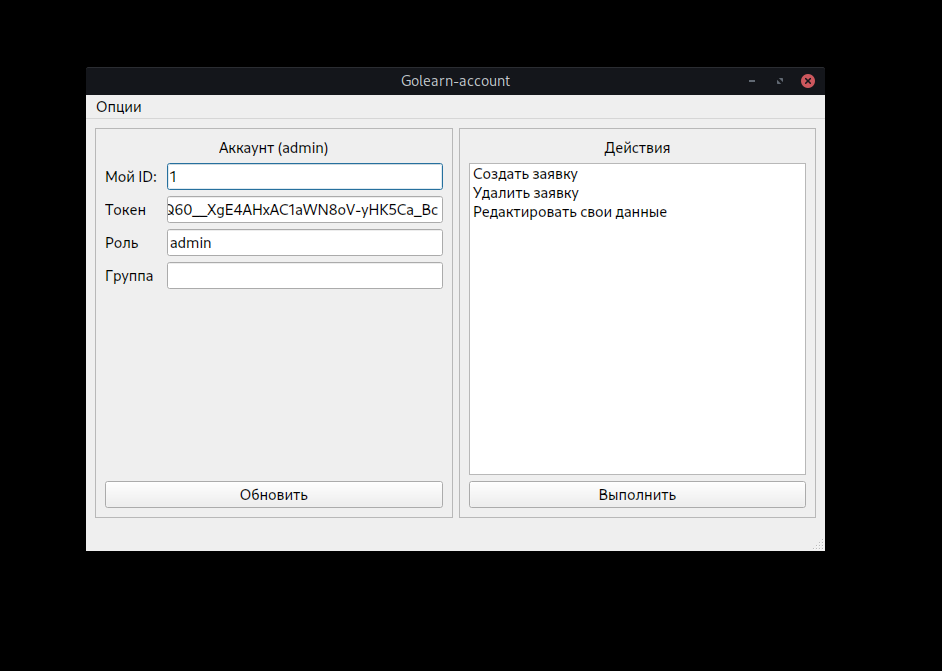 Golearn-account
Опции
Аккаунт (admin)
Мой ID: 1
Токен Q60__XgE4AHxAC1aWN8oV-yHK5Ca_Bc
Роль admin
Группа
Обновить
Действия
Создать заявку
Удалить заявку
Редактировать свои данные
Выполнить